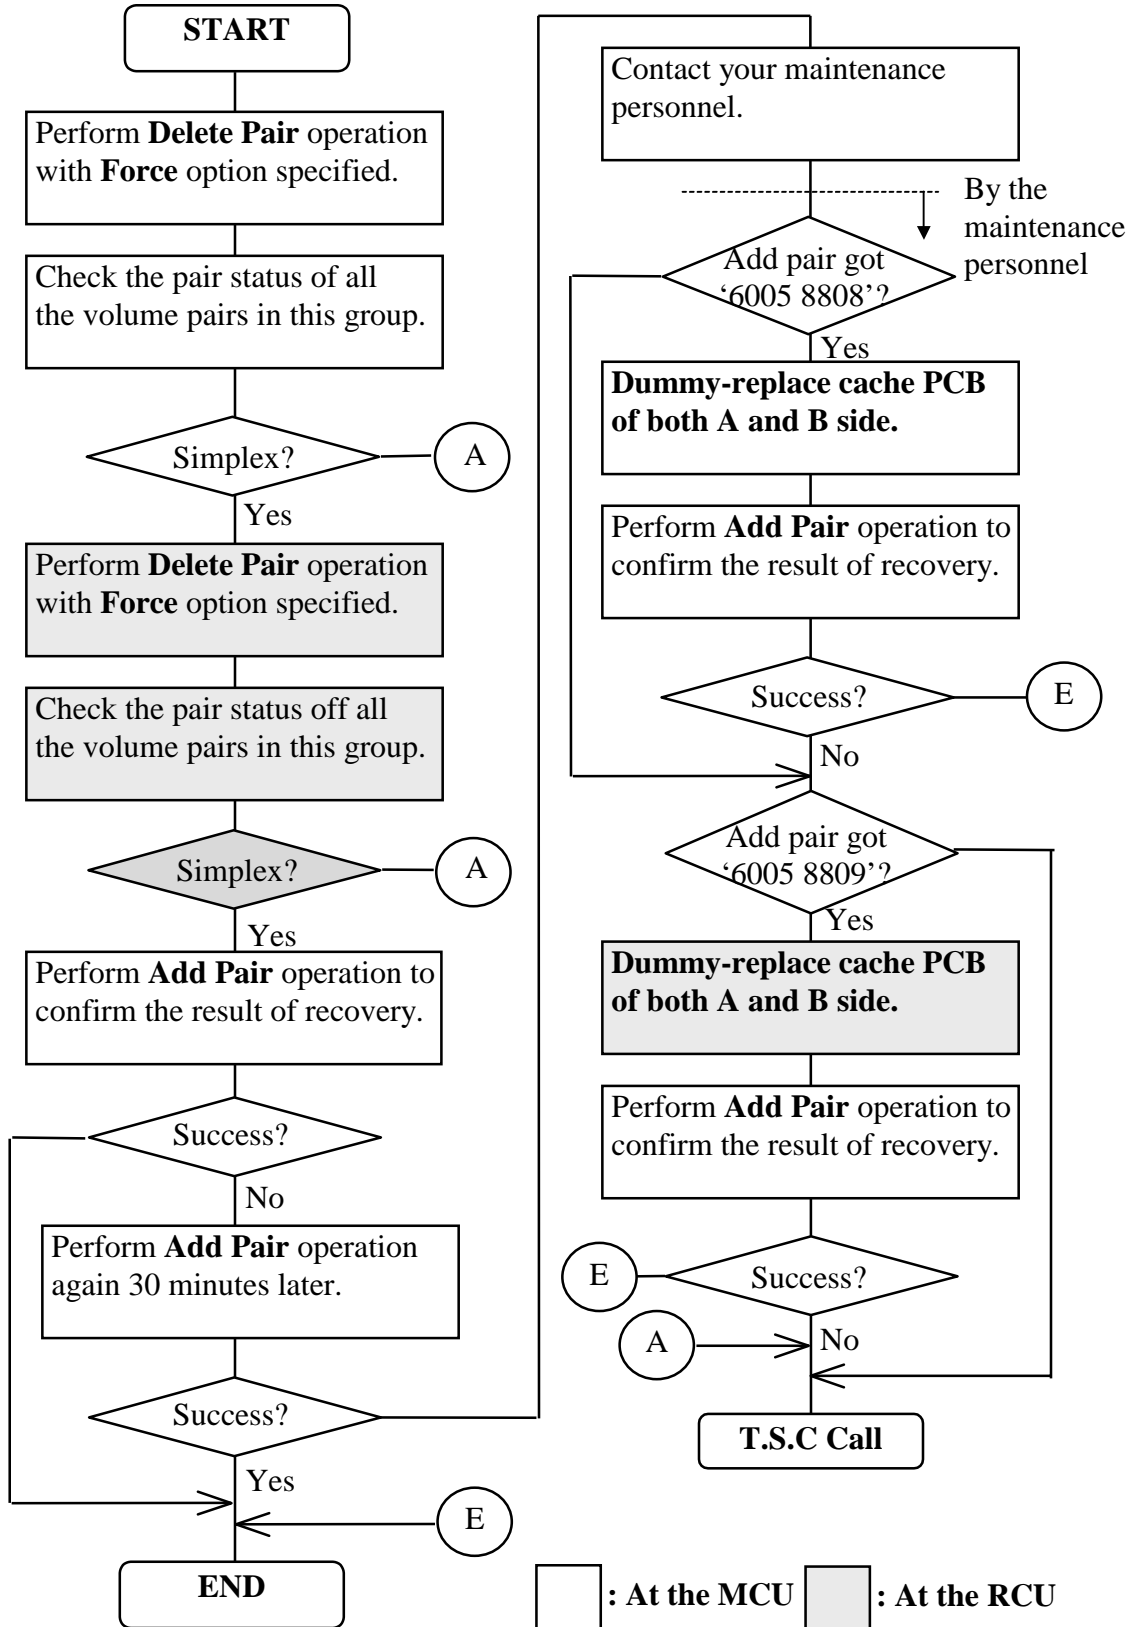 START
Perform Delete Pair operation
with Force option specified.
Check the pair status of all
the volume pairs in this group.
Simplex?
A
Yes
Perform Delete Pair operation
with Force option specified.
Check the pair status off all
the volume pairs in this group.
Simplex?
A
Yes
Perform Add Pair operation to
confirm the result of recovery.
Success?
No
Perform Add Pair operation
again 30 minutes later.
Success?
Yes
E
END
Contact your maintenance
personnel.
By the
maintenance
personnel
Add pair got
‘6005 8808’?
Yes
Dummy-replace cache PCB
of both A and B side.
Perform Add Pair operation to
confirm the result of recovery.
Success?
E
No
Add pair got
‘6005 8809’?
Yes
Dummy-replace cache PCB
of both A and B side.
Perform Add Pair operation to
confirm the result of recovery.
E
Success?
A
No
T.S.C Call
: At the MCU
: At the RCU